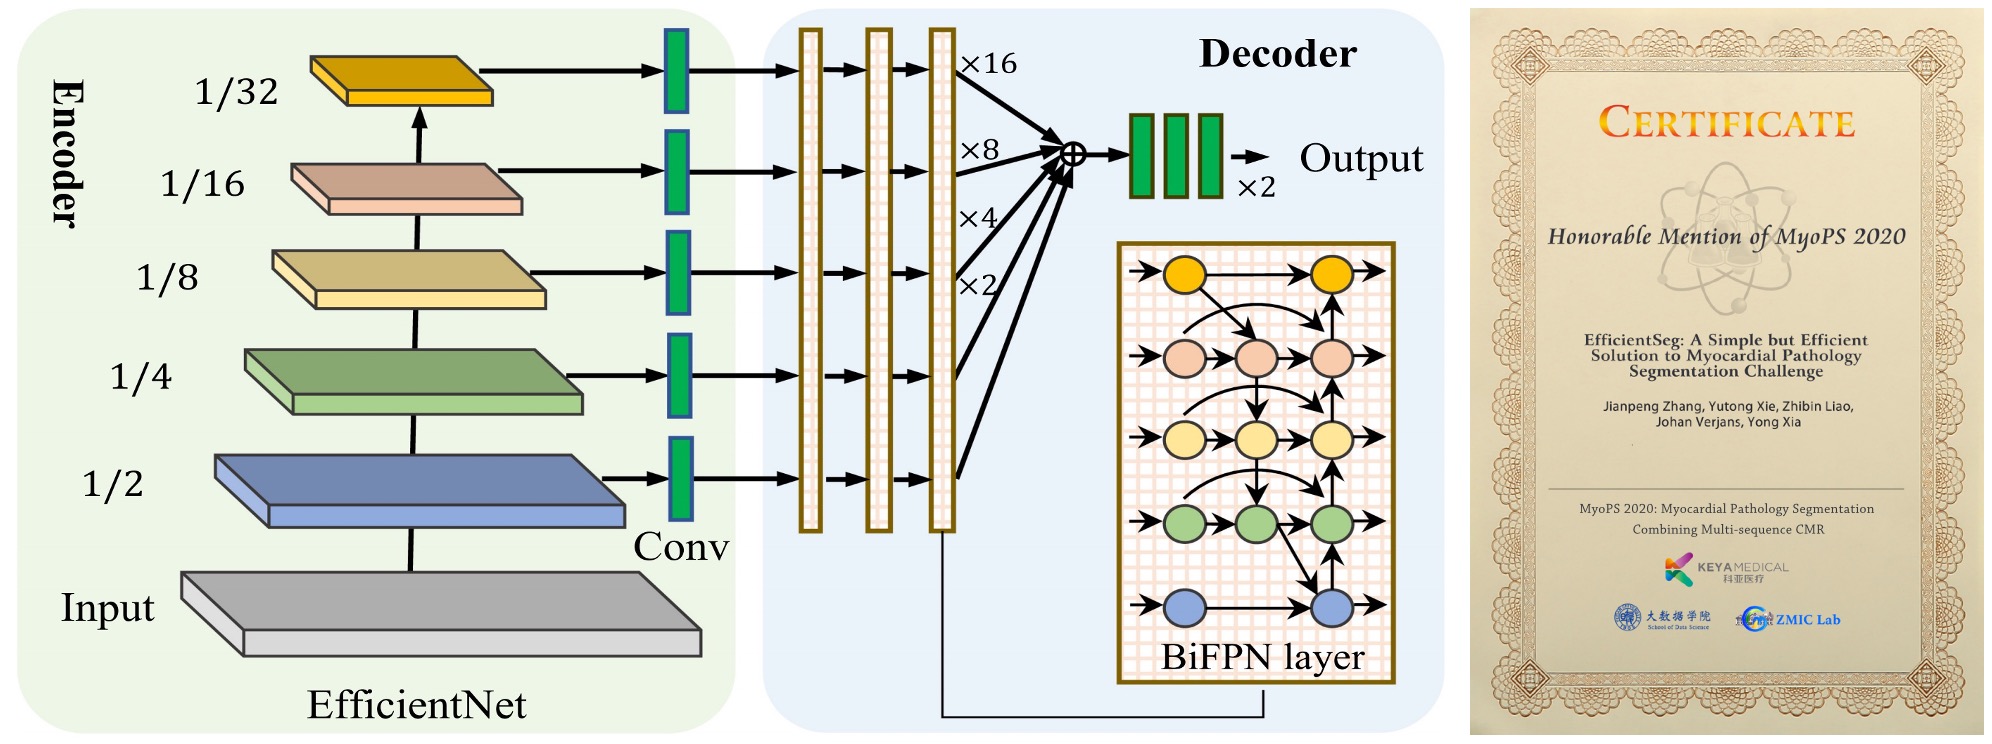 Encoder
1/32
1/16
1/8
1/4
1/2
Input
Conv
EfficientNet
Decoder
×16
×8
×4
×2
×2
Output
BiFPN layer
CERTIFICATE
Honorable Mention of MyoPS 2020
EfficientSeg: A Simple but Efficient
Solution to Myocardial Pathology
Segmentation Challenge
Jianpeng Zhang, Yutong Xie, Zhibin Liao,
Johan Verjans, Yong Xia
MyoPS 2020: Myocardial Pathology Segmentation
Combining Multi-sequence CMR
KEYA MEDICAL
科亚医疗
大数据学院
School of Data Science
ZMIC Lab